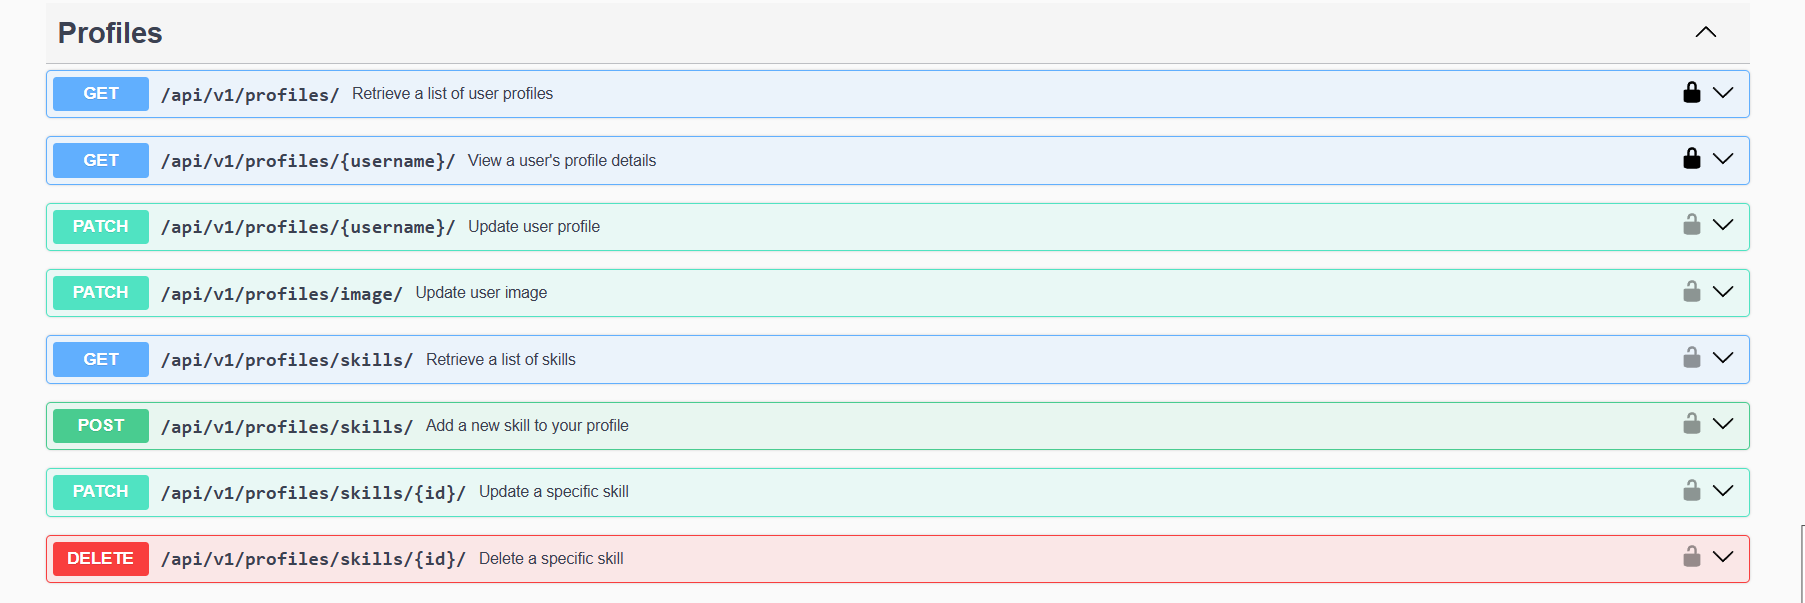 Profiles
GET /api/v1/profiles/ Retrieve a list of user profiles
GET /api/v1/profiles/{username}/ View a user's profile details
PATCH /api/v1/profiles/{username}/ Update user profile
PATCH /api/v1/profiles/image/ Update user image
GET /api/v1/profiles/skills/ Retrieve a list of skills
POST /api/v1/profiles/skills/ Add a new skill to your profile
PATCH /api/v1/profiles/skills/{id}/ Update a specific skill
DELETE /api/v1/profiles/skills/{id}/ Delete a specific skill